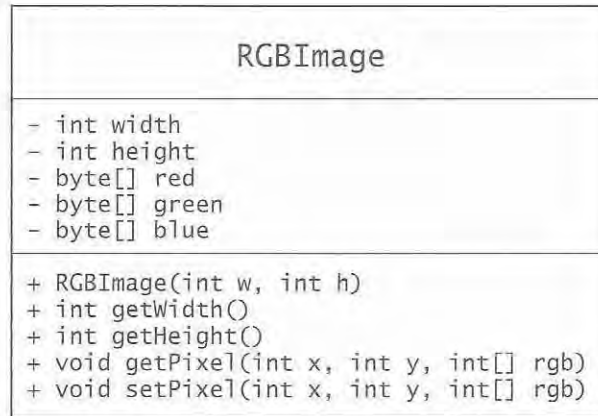 RGBImage
- int width
- int height
- byte[] red
- byte[] green
- byte[] blue
+ RGBImage(int w, int h)
+ int getWidth()
+ int getHeight()
+ void getPixel(int x, int y, int[] rgb)
+ void setPixel(int x, int y, int[] rgb)